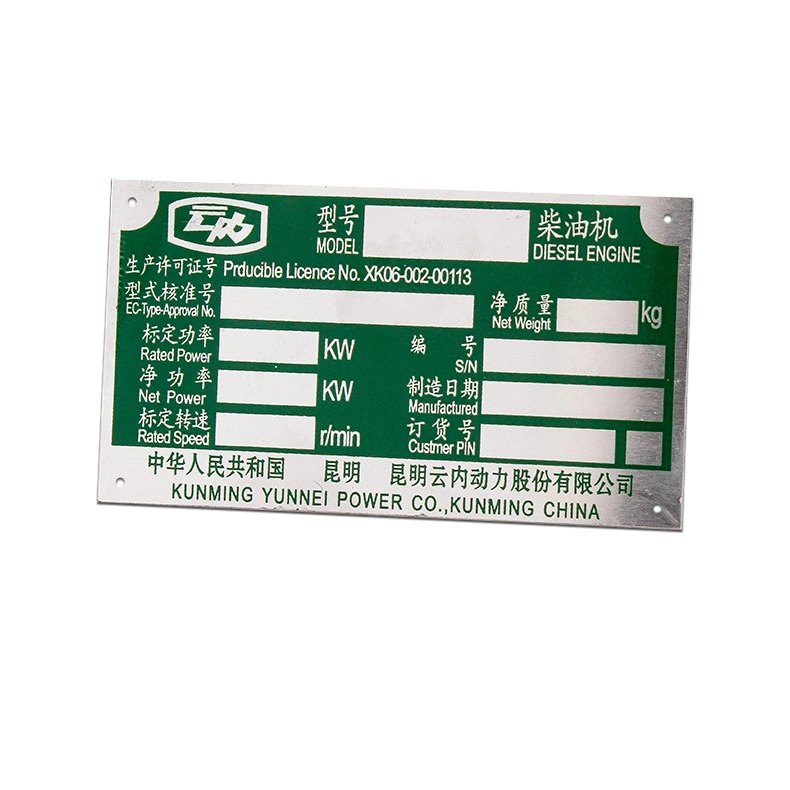 云内
型号 柴油机
MODEL DIESEL ENGINE
生产许可证号 Prducible Licence No. XK06-002-00113
型式核准号 净质量 kg
EC-Type-Approval No. Net Weight
标定功率 KW 编号
Rated Power S/N
净功率 KW 制造日期
Net Power Manufactured
标定转速 r/min 订货号
Rated Speed Custmer PIN
中华人民共和国 昆明 昆明云内动力股份有限公司
KUNMING YUNNEI POWER CO.,KUNMING CHINA